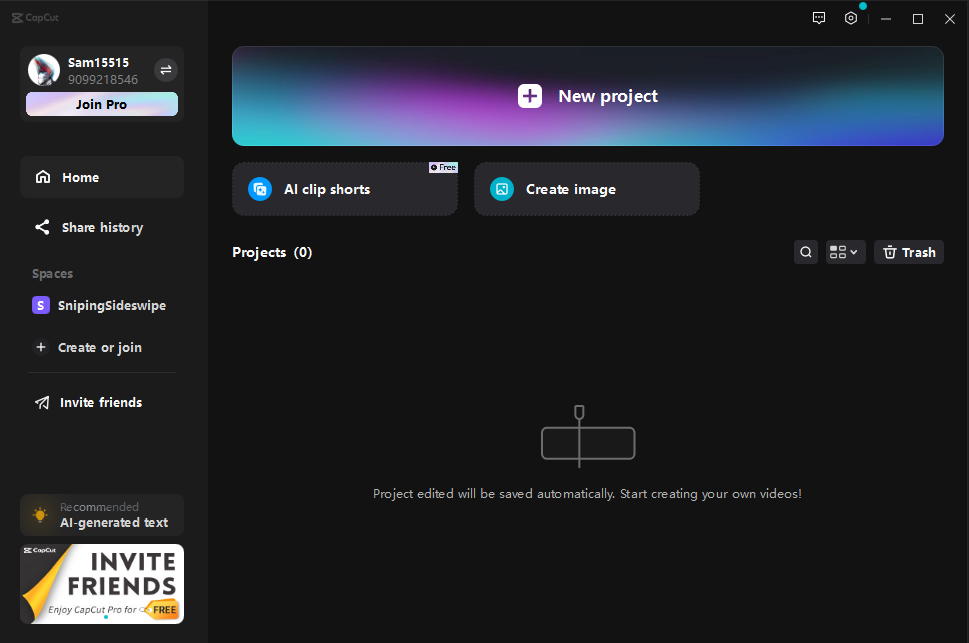 CapCut
Sam15515
9099218546
Join Pro
Home
Share history
Spaces
S SnipingSideswipe
Create or join
Invite friends
Recommended
AI-generated text
CapCut
INVITE
FRIENDS
Enjoy CapCut Pro for FREE
New project
Free
AI clip shorts
Create image
Projects (0)
Trash
Project edited will be saved automatically. Start creating your own videos!